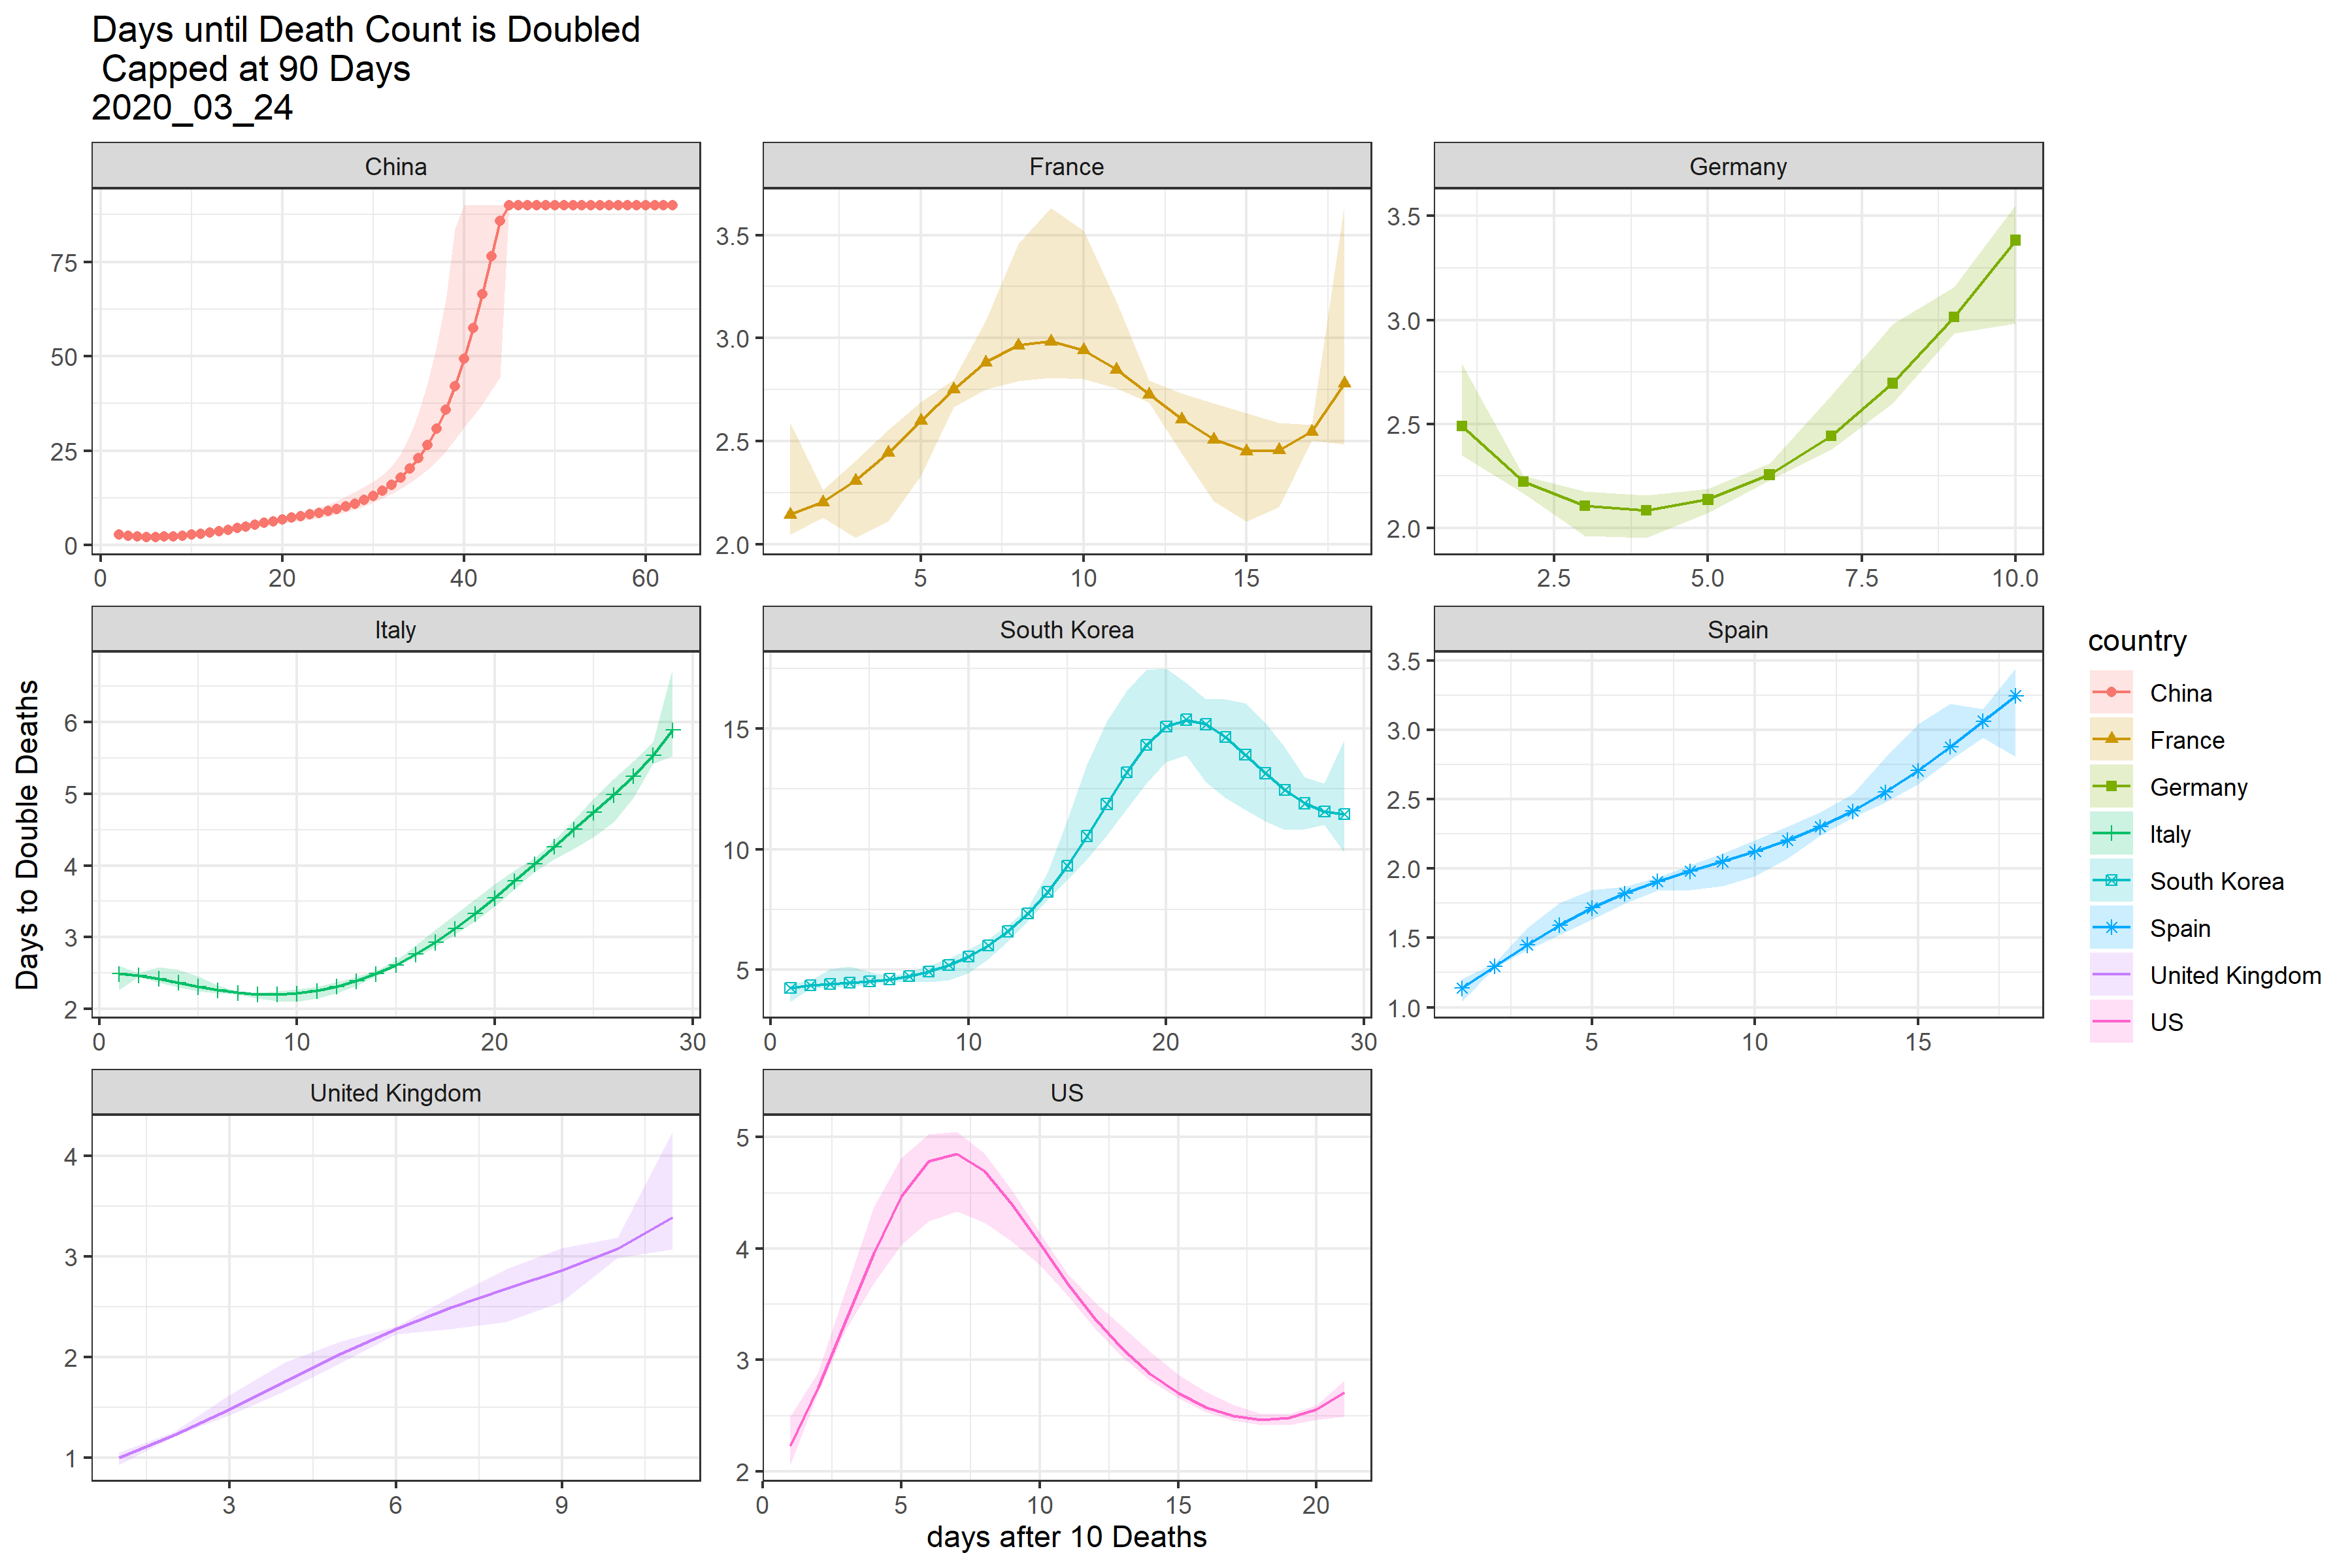 Days until Death Count is Doubled
Capped at 90 Days
2020_03_24
China
France
Germany
75
50
25
0
0 20 40 60
3.5
3.0
2.5
2.0
5 10 15
3.5
3.0
2.5
2.0
2.5 5.0 7.5 10.0
Days to Double Deaths
Italy
South Korea
Spain
6
5
4
3
2
0 10 20 30
15
10
5
0 10 20 30
3.5
3.0
2.5
2.0
1.5
1.0
5 10 15
United Kingdom
US
4
3
2
1
3 6 9
5
4
3
2
0 5 10 15 20
days after 10 Deaths
country
China
France
Germany
Italy
South Korea
Spain
United Kingdom
US